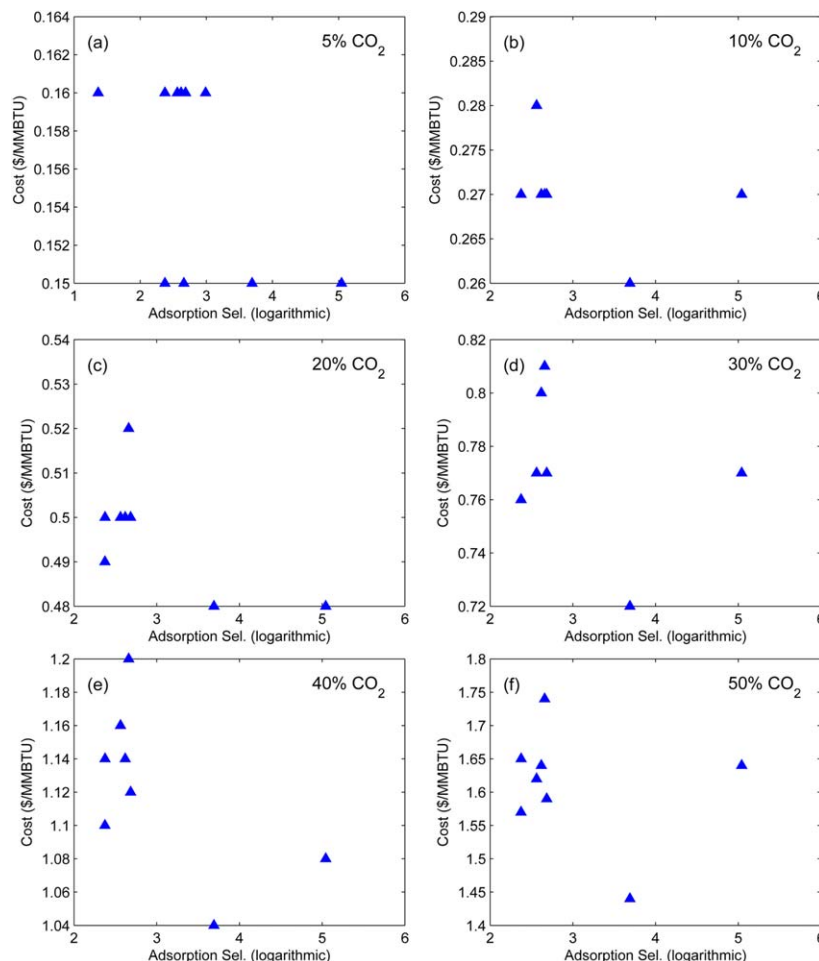 (a) 5% CO2
0.164
0.162
0.16
0.158
0.156
0.154
0.152
0.15
Cost ($/MMBTU)
1 2 3 4 5 6
Adsorption Sel. (logarithmic)
(b) 10% CO2
0.29
0.285
0.28
0.275
0.27
0.265
0.26
Cost ($/MMBTU)
2 3 4 5 6
Adsorption Sel. (logarithmic)
(c) 20% CO2
0.54
0.53
0.52
0.51
0.5
0.49
0.48
Cost ($/MMBTU)
2 3 4 5 6
Adsorption Sel. (logarithmic)
(d) 30% CO2
0.82
0.8
0.78
0.76
0.74
0.72
Cost ($/MMBTU)
2 3 4 5 6
Adsorption Sel. (logarithmic)
(e) 40% CO2
1.2
1.18
1.16
1.14
1.12
1.1
1.08
1.06
1.04
Cost ($/MMBTU)
2 3 4 5 6
Adsorption Sel. (logarithmic)
(f) 50% CO2
1.8
1.75
1.7
1.65
1.6
1.55
1.5
1.45
1.4
Cost ($/MMBTU)
2 3 4 5 6
Adsorption Sel. (logarithmic)